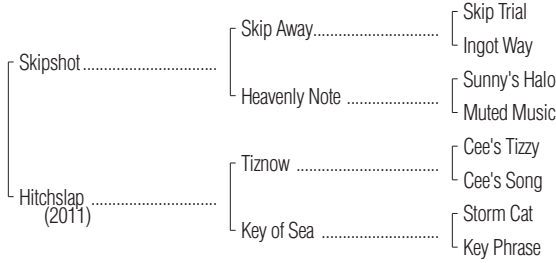 Skip Trial
Skip Away
Ingot Way
Skipshot
Sunny's Halo
Heavenly Note
Muted Music
Cee's Tizzy
Tiznow
Cee's Song
Hitchslap
(2011)
Storm Cat
Key of Sea
Key Phrase